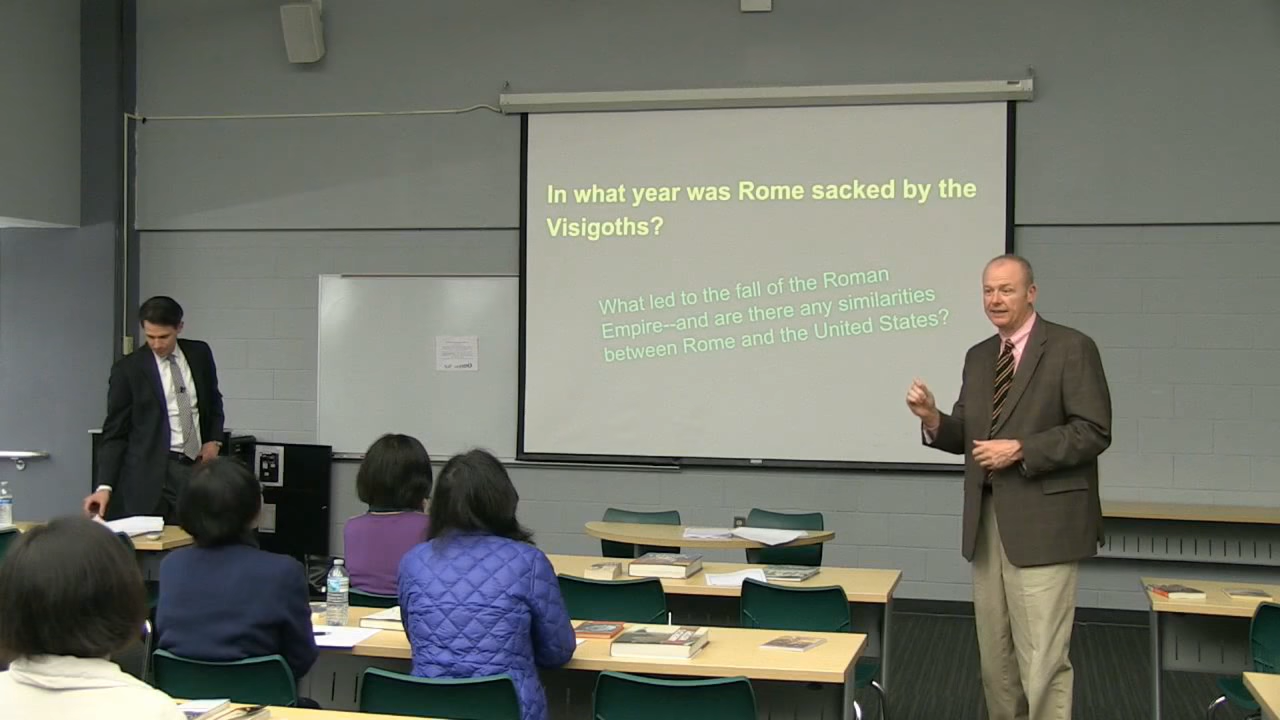 In what year was Rome sacked by the
Visigoths?
What led to the fall of the Roman
Empire--and are there any similarities
between Rome and the United States?